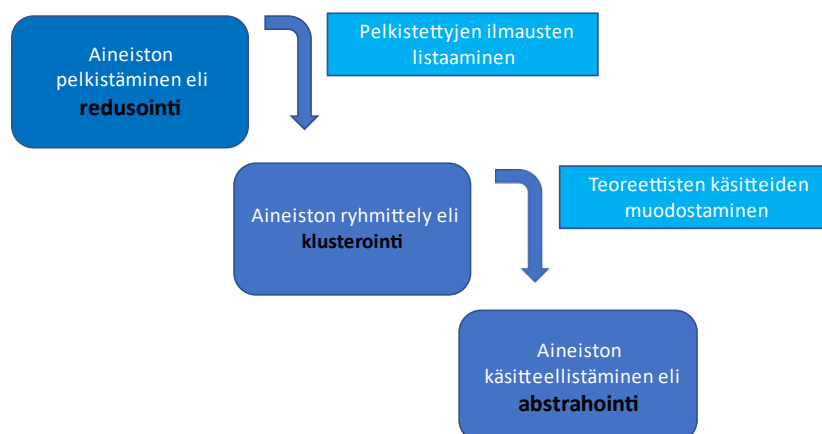 Aineiston
pelkistäminen eli
redusointi
Pelkistettyjen ilmausten
listaaminen
Aineiston ryhmittely eli
klusterointi
Teoreettisten käsitteiden
muodostaminen
Aineiston
käsitteellistäminen eli
abstrahointi